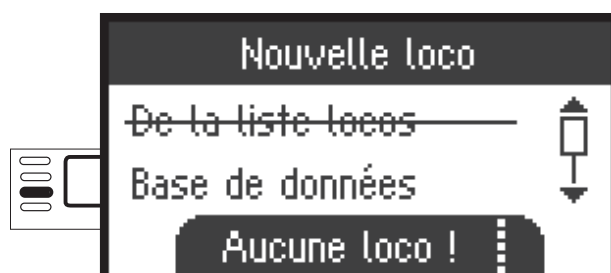 Nouvelle loco
De la liste locos
Base de données
Aucune loco !